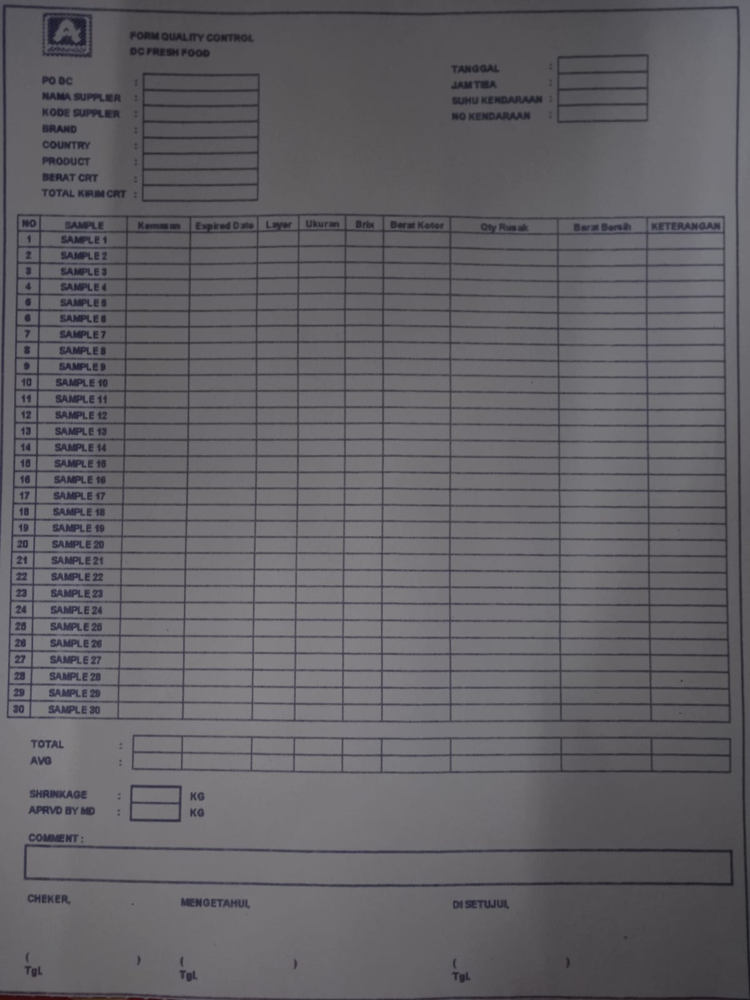 A
FORM QUALITY CONTROL
DC FRESH FOOD
PO DC :
NAMA SUPPLIER :
KODE SUPPLIER :
BRAND :
COUNTRY :
PRODUCT :
BERAT CRT :
TOTAL KIRIM CRT :
TANGGAL :
JAM TIBA :
SUHU KENDARAAN :
NO KENDARAAN :
NO SAMPLE Kemasan Expired Date Layer Ukuran Brix Berat Kotor Qty Rusak Berat Bersih KETERANGAN
1 SAMPLE 1
2 SAMPLE 2
3 SAMPLE 3
4 SAMPLE 4
5 SAMPLE 5
6 SAMPLE 6
7 SAMPLE 7
8 SAMPLE 8
9 SAMPLE 9
10 SAMPLE 10
11 SAMPLE 11
12 SAMPLE 12
13 SAMPLE 13
14 SAMPLE 14
15 SAMPLE 15
16 SAMPLE 16
17 SAMPLE 17
18 SAMPLE 18
19 SAMPLE 19
20 SAMPLE 20
21 SAMPLE 21
22 SAMPLE 22
23 SAMPLE 23
24 SAMPLE 24
25 SAMPLE 25
26 SAMPLE 26
27 SAMPLE 27
28 SAMPLE 28
29 SAMPLE 29
30 SAMPLE 30
TOTAL :
AVG :
SHRINKAGE : KG
APRVD BY MD : KG
COMMENT :
CHEKER, MENGETAHUI, DI SETUJUI,
( ) ( ) ( )
Tgl. Tgl. Tgl.